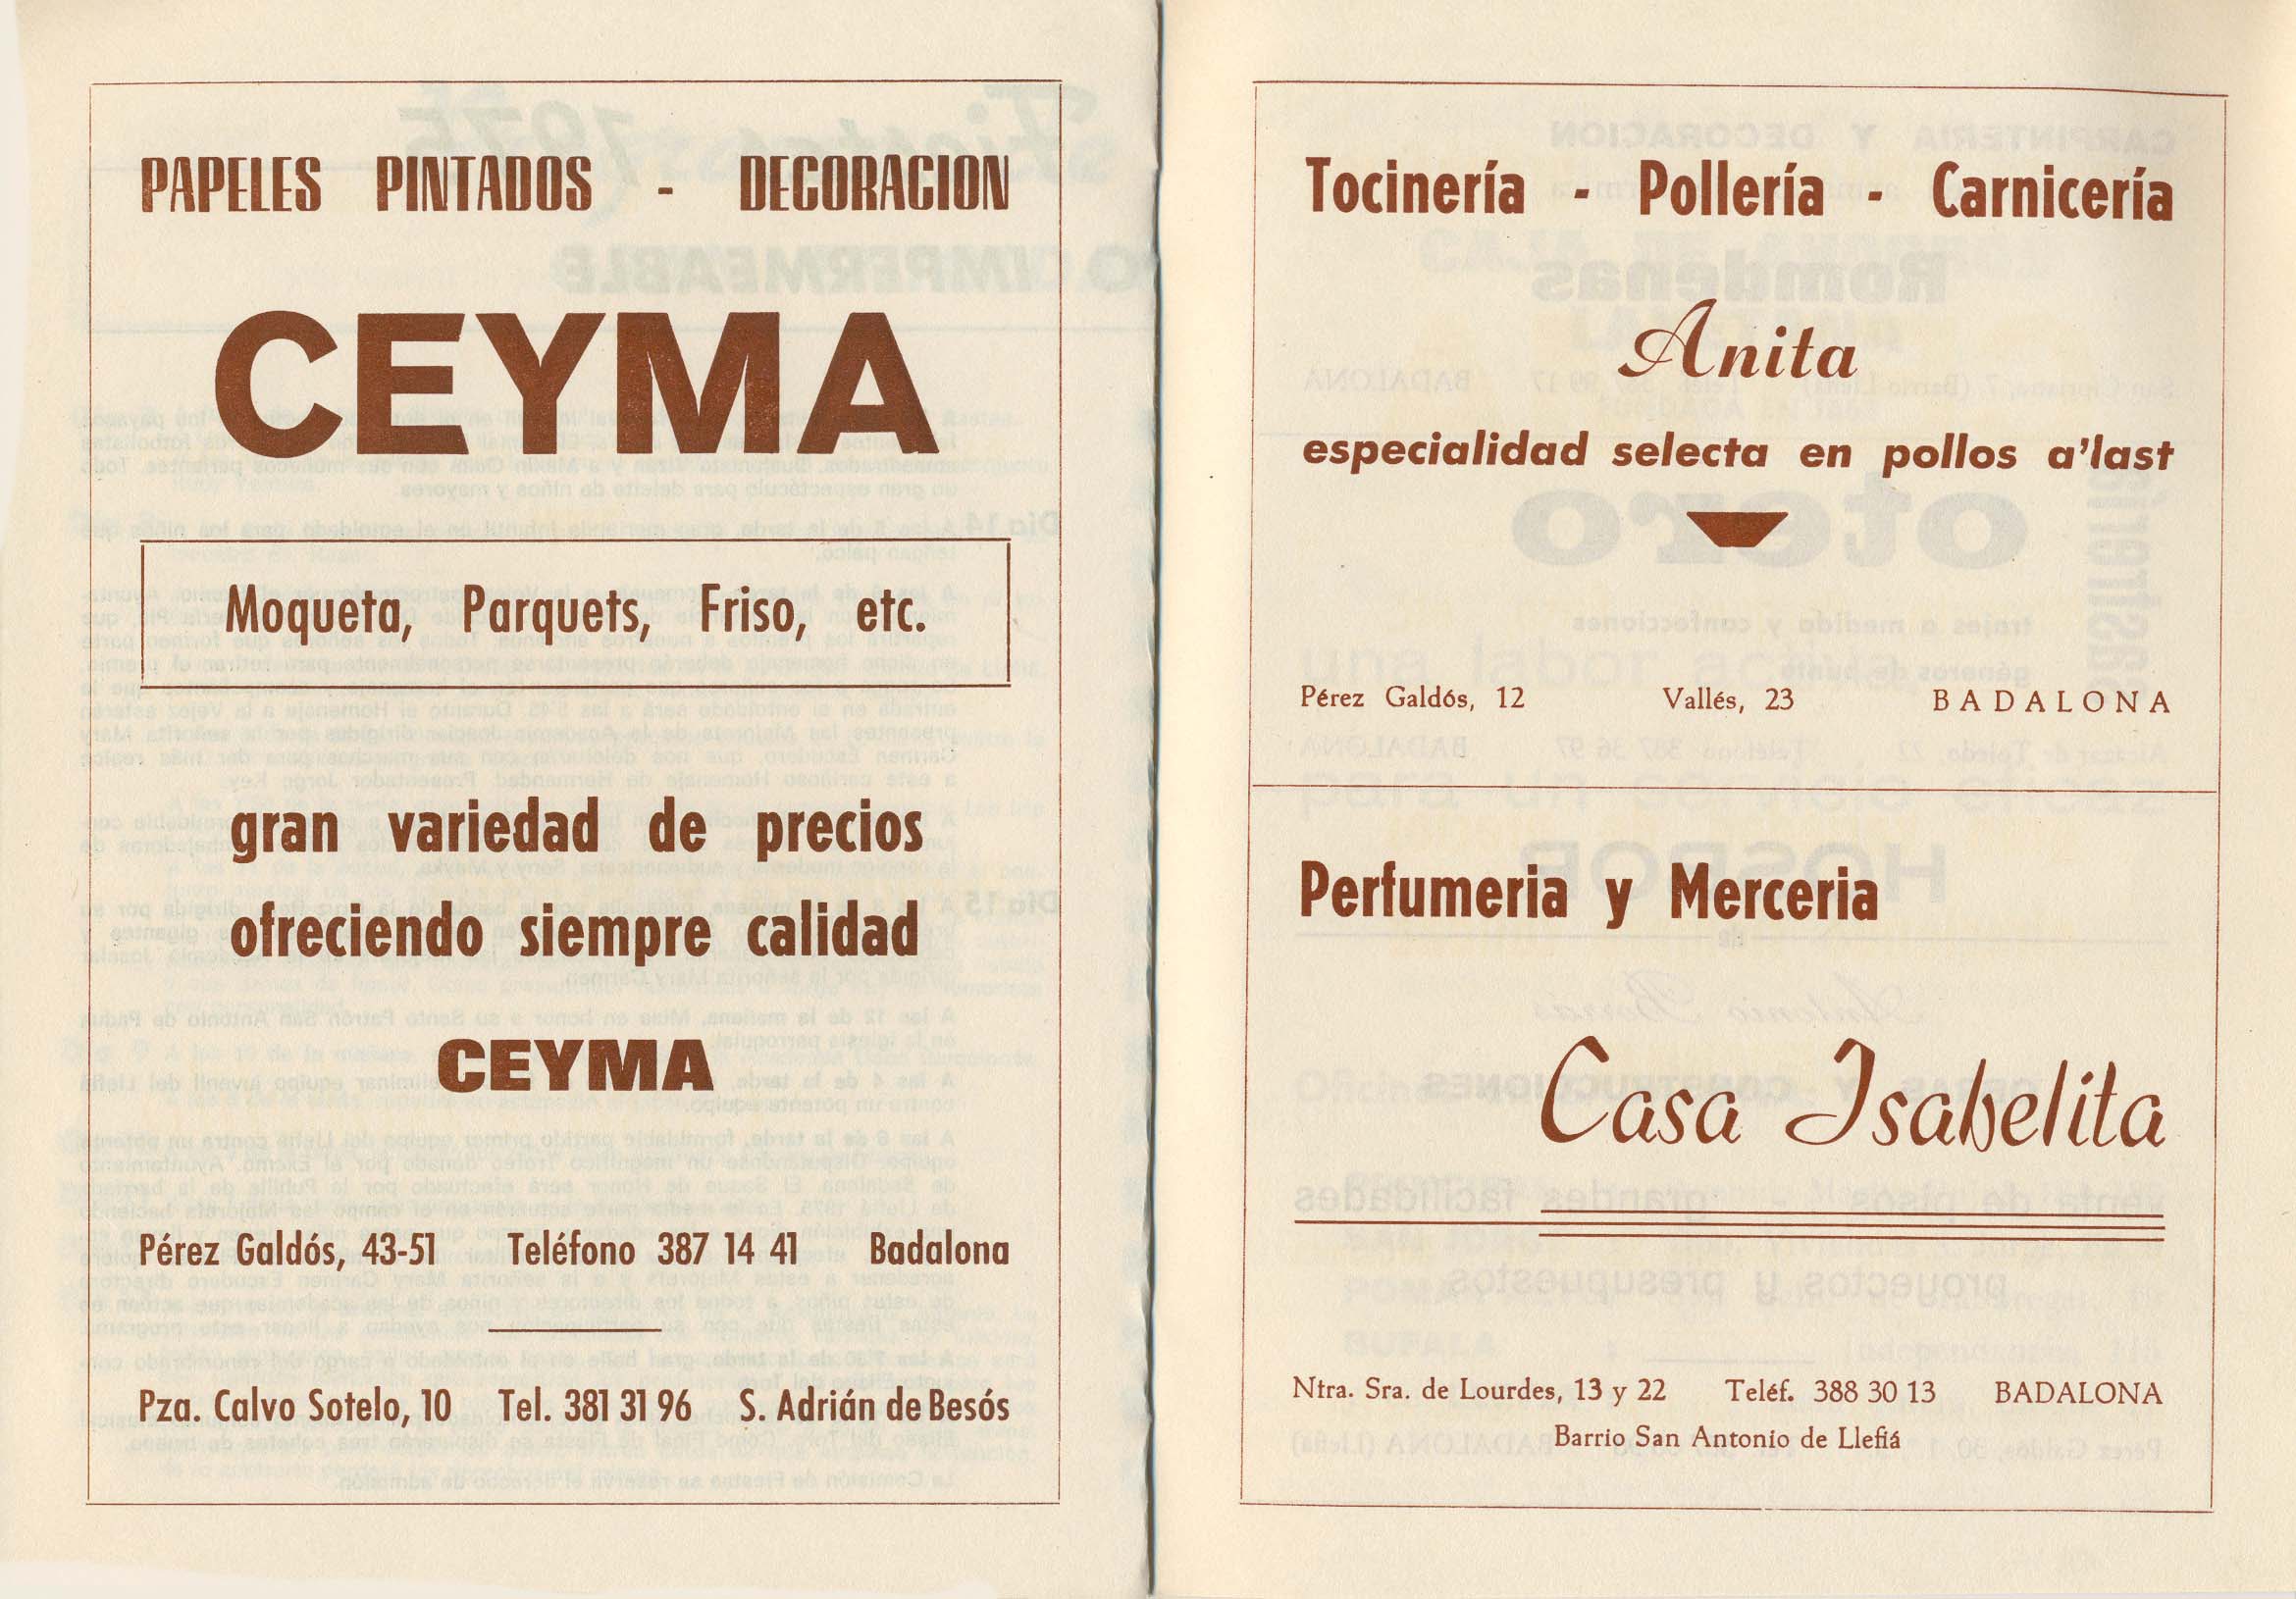 PAPELES PINTADOS - DECORACION
CEYMA
Moqueta, Parquets, Friso, etc.
gran variedad de precios
ofreciendo siempre calidad
CEYMA
Pérez Galdós, 43-51 Teléfono 387 14 41 Badalona
Pza. Calvo Sotelo, 10 Tel. 381 31 96 S. Adrián de Besós
Tocinería - Pollería - Carnicería
Anita
especialidad selecta en pollos a'last
Pérez Galdós, 12 Vallés, 23 BADALONA
Perfumeria y Merceria
Casa Isabelita
Ntra. Sra. de Lourdes, 13 y 22 Teléf. 388 30 13 BADALONA
Barrio San Antonio de Llefiá